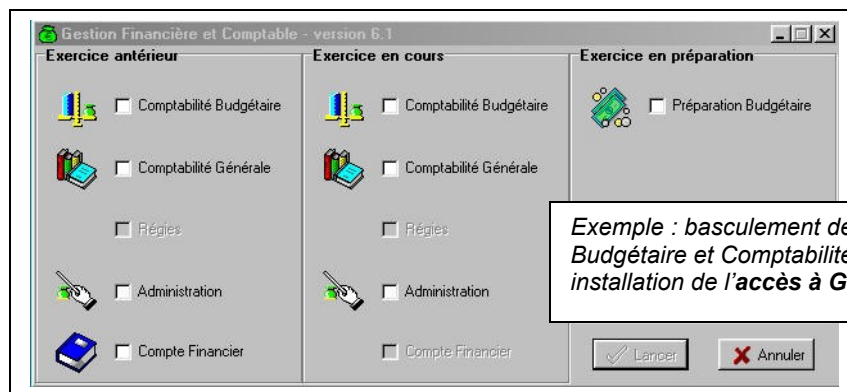 Gestion Financière et Comptable - version 6.1
Exercice antérieur
Comptabilité Budgétaire
Comptabilité Générale
Régies
Administration
Compte Financier
Exercice en cours
Comptabilité Budgétaire
Comptabilité Générale
Régies
Administration
Compte Financier
Exercice en préparation
Préparation Budgétaire
Exemple : basculement de
Budgétaire et Comptabilité
installation de l’accès à G
Lancer
Annuler